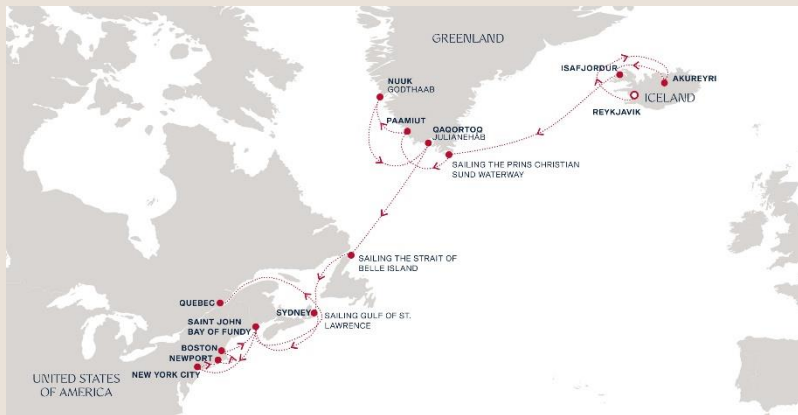 GREENLAND
ISAFJORDUR
AKUREYRI
ICELAND
REYKJAVIK
NUUK
GODTHAAB
PAAMIUT
QAQORTOQ
JULIANEHÅB
SAILING THE PRINS CHRISTIAN
SUND WATERWAY
SAILING THE STRAIT OF
BELLE ISLAND
QUEBEC
SYDNEY
SAILING GULF OF ST.
LAWRENCE
SAINT JOHN
BAY OF FUNDY
BOSTON
NEWPORT
NEW YORK CITY
UNITED STATES
OF AMERICA